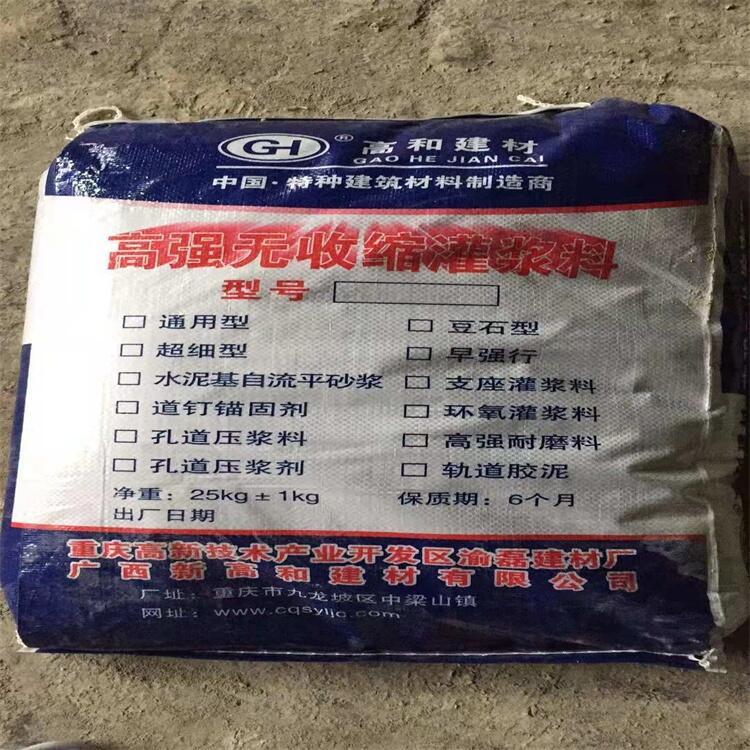 GH ® 高和建材
GAO HE JIAN CAI
中国·特种建筑材料制造商
高强无收缩灌浆料
型号
□ 通用型 □ 豆石型
□ 超细型 □ 早强行
□ 水泥基自流平砂浆 □ 支座灌浆料
□ 道钉锚固剂 □ 环氧灌浆料
□ 孔道压浆料 □ 高强耐磨料
□ 孔道压浆剂 □ 轨道胶泥
净重：25kg±1kg 保质期：6个月
出厂日期
重庆高新技术产业开发区渝磊建材厂
广西新高和建材有限公司
厂址：重庆市九龙坡区中梁山镇
网址：www.cqsyljc.com